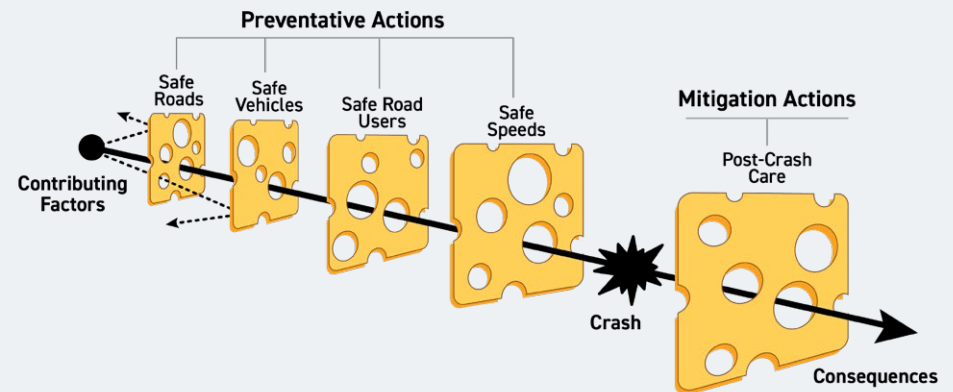 Preventative Actions
Safe
Roads
Safe
Vehicles
Safe Road
Users
Safe
Speeds
Mitigation Actions
Post-Crash
Care
Contributing
Factors
Crash
Consequences